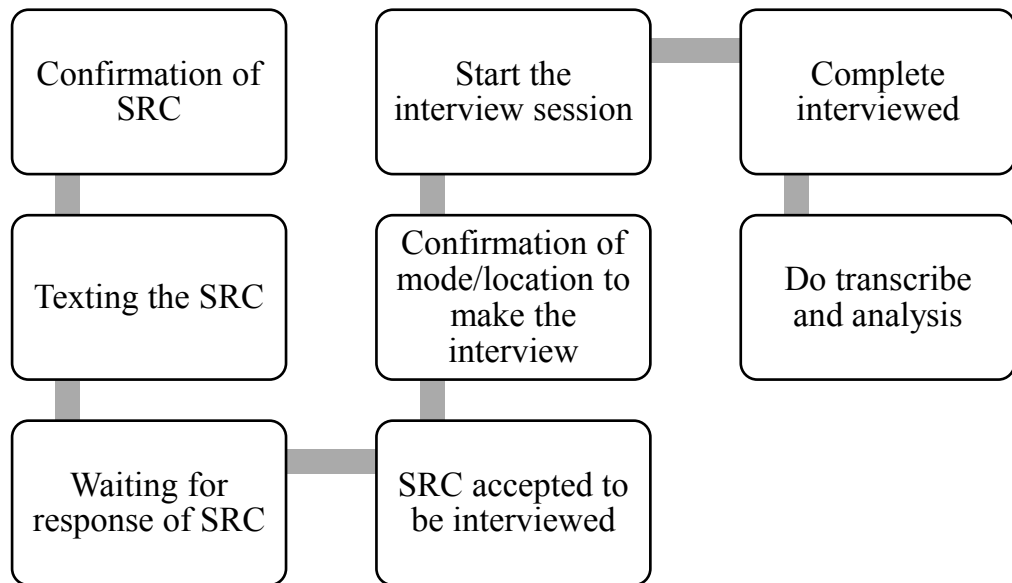 Confirmation of
SRC
Texting the SRC
Waiting for
response of SRC
SRC accepted to
be interviewed
Confirmation of
mode/location to
make the
interview
Start the
interview session
Complete
interviewed
Do transcribe
and analysis